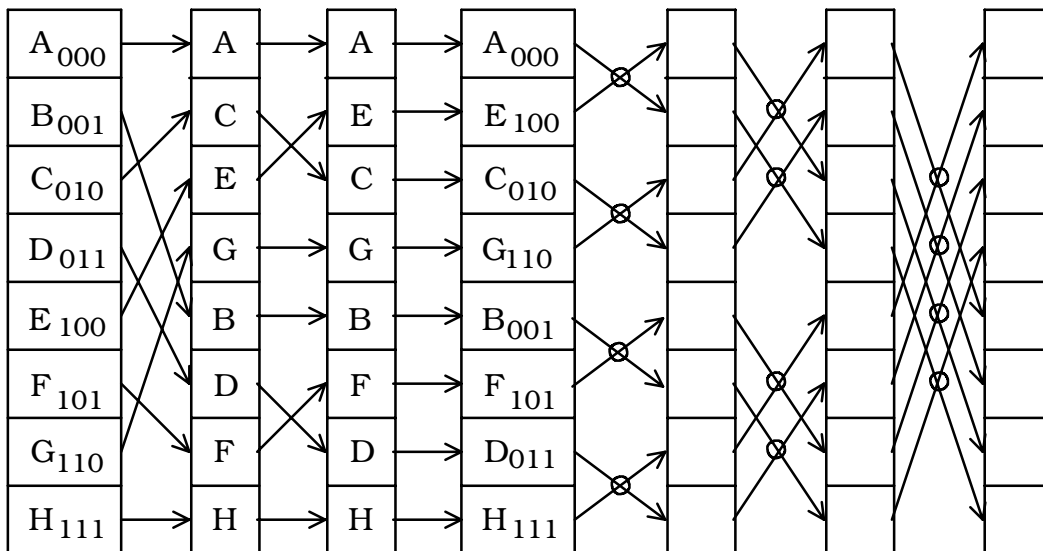 A000 A A A000
B001 C E E100
C010 E C C010
D011 G G G110
E100 B B B001
F101 D F F101
G110 F D D011
H111 H H H111